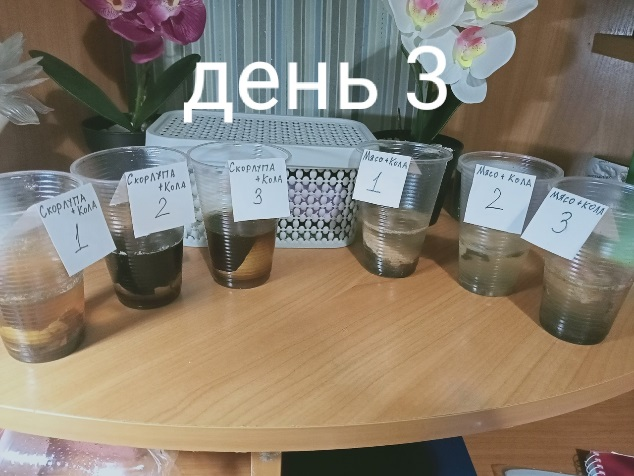 день 3
Скорлупа
+ Кола
1
Скорлупа
+ Кола
2
Скорлупа
+ Кола
3
Мясо+кола
1
Мясо+кола
2
Мясо+кола
3